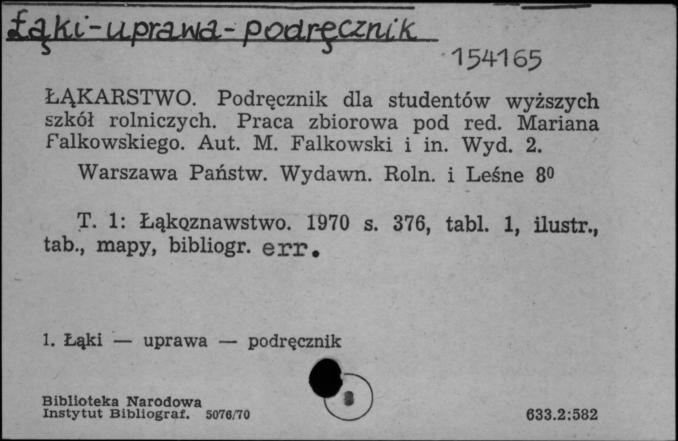 Łąki-uprawa-podręcznik
154165
ŁĄKARSTWO. Podręcznik dla studentów wyższych
szkół rolniczych. Praca zbiorowa pod red. Mariana
Falkowskiego. Aut. M. Falkowski i in. Wyd. 2.
Warszawa Państw. Wydawn. Roln. i Leśne 8⁰
T. 1: Łąkoznawstwo. 1970 s. 376, tabl. 1, ilustr.,
tab., mapy, bibliogr. err.
1. Łąki — uprawa — podręcznik
Biblioteka Narodowa
Instytut Bibliograf. 5076/70
633.2:582